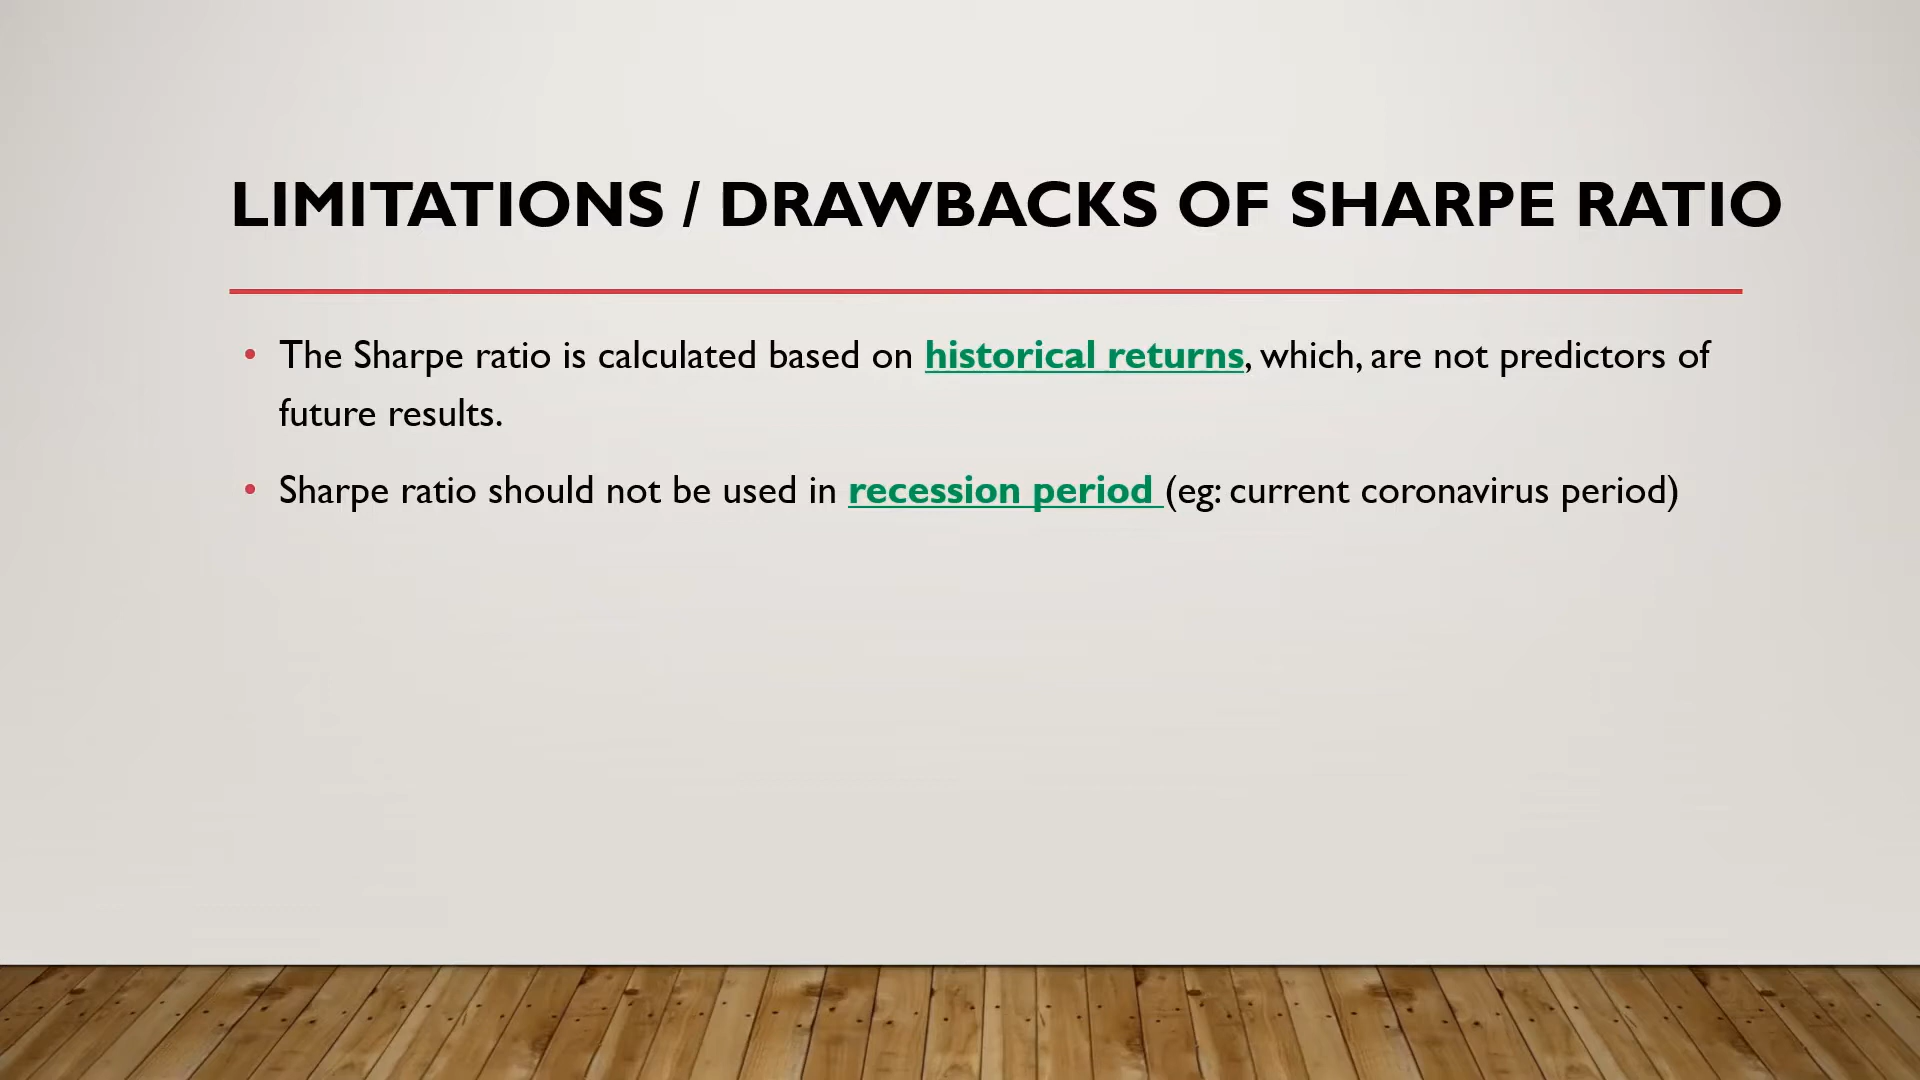 LIMITATIONS / DRAWBACKS OF SHARPE RATIO
• The Sharpe ratio is calculated based on historical returns, which, are not predictors of
future results.
• Sharpe ratio should not be used in recession period (eg: current coronavirus period)